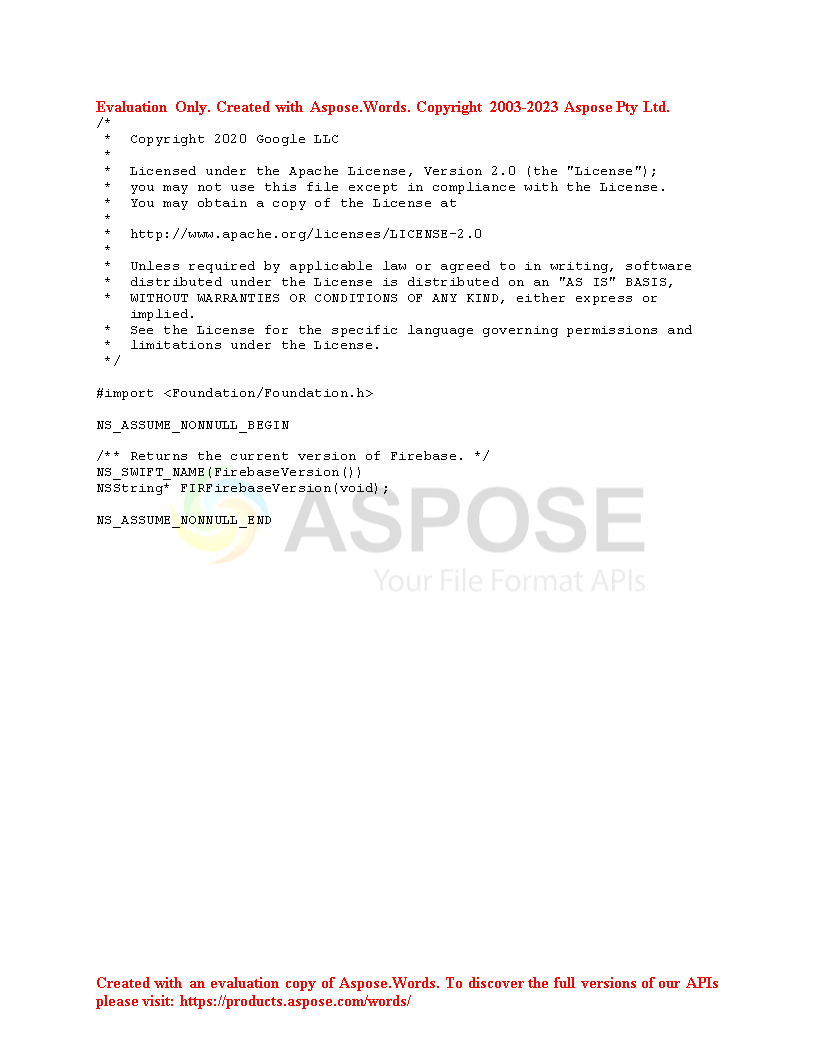 Evaluation Only. Created with Aspose.Words. Copyright 2003-2023 Aspose Pty Ltd.
/*
 *  Copyright 2020 Google LLC
 *
 *  Licensed under the Apache License, Version 2.0 (the "License");
 *  you may not use this file except in compliance with the License.
 *  You may obtain a copy of the License at
 *
 *  http://www.apache.org/licenses/LICENSE-2.0
 *
 *  Unless required by applicable law or agreed to in writing, software
 *  distributed under the License is distributed on an "AS IS" BASIS,
 *  WITHOUT WARRANTIES OR CONDITIONS OF ANY KIND, either express or
    implied.
 *  See the License for the specific language governing permissions and
 *  limitations under the License.
 */
#import <Foundation/Foundation.h>
NS_ASSUME_NONNULL_BEGIN
/** Returns the current version of Firebase. */
NS_SWIFT_NAME(FirebaseVersion())
NSString* FIRFirebaseVersion(void);
NS_ASSUME_NONNULL_END
ASPOSE
Your File Format APIs
Created with an evaluation copy of Aspose.Words. To discover the full versions of our APIs
please visit: https://products.aspose.com/words/